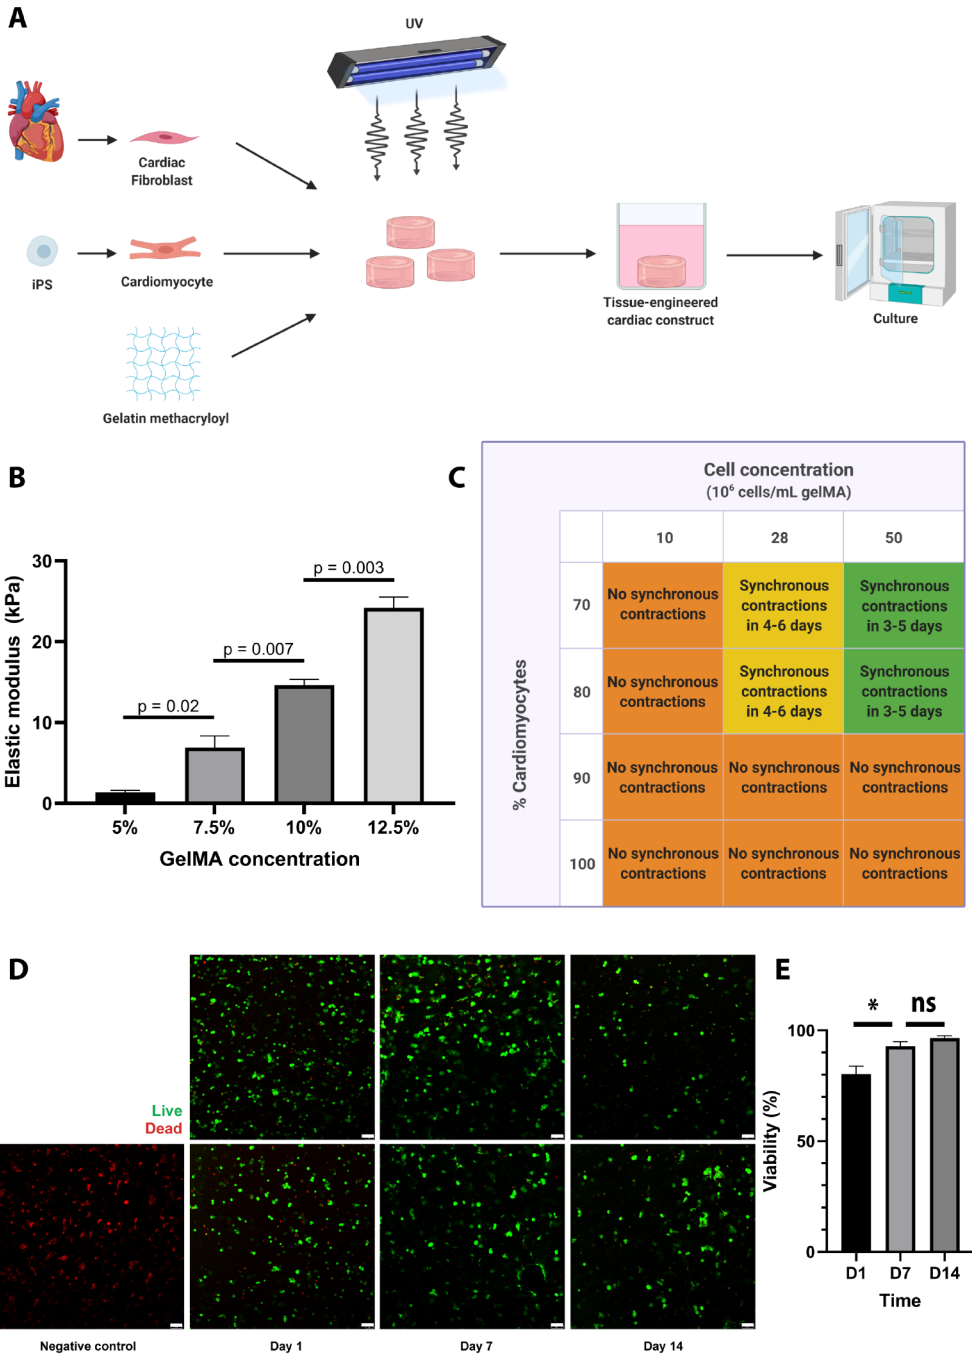 A
UV
Cardiac
Fibroblast
iPS
Cardiomyocyte
Tissue-engineered
cardiac construct
Culture
Gelatin methacryloyl
B
Elastic modulus (kPa)
30
20
10
0
p = 0.02
p = 0.007
p = 0.003
5%
7.5%
10%
12.5%
GelMA concentration
C
Cell concentration
(10⁶ cells/mL gelMA)
10
28
50
% Cardiomyocytes
70
No synchronous
contractions
Synchronous
contractions
in 4-6 days
Synchronous
contractions
in 3-5 days
80
No synchronous
contractions
Synchronous
contractions
in 4-6 days
Synchronous
contractions
in 3-5 days
90
No synchronous
contractions
No synchronous
contractions
No synchronous
contractions
100
No synchronous
contractions
No synchronous
contractions
No synchronous
contractions
D
Live
Dead
Negative control
Day 1
Day 7
Day 14
E
*
ns
Viability (%)
100
50
0
D1
D7
D14
Time